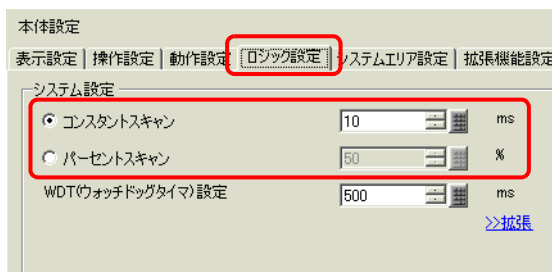 本体設定
表示設定 操作設定 動作設定 ロジック設定 システムエリア設定 拡張機能設定
システム設定
コンスタントスキャン 10 ms
パーセントスキャン 50 %
WDT(ウォッチドッグタイマ)設定 500 ms
>>拡張